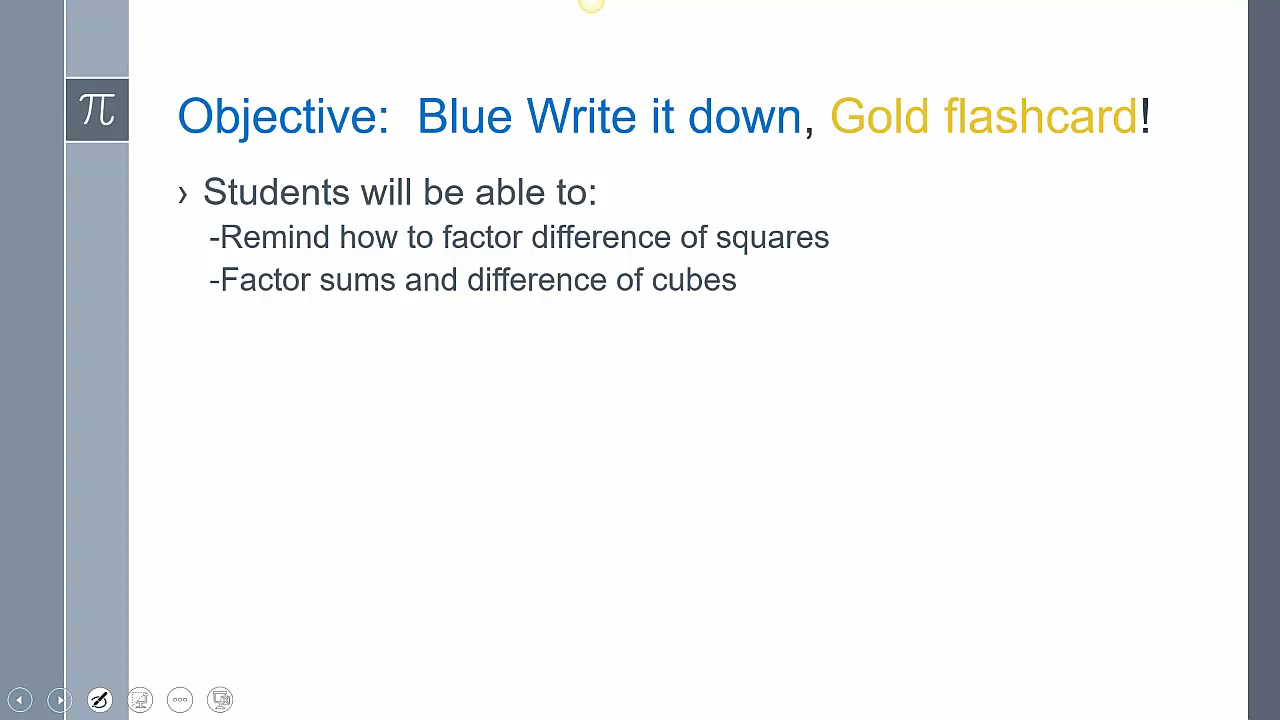 π
Objective:  Blue Write it down, Gold flashcard!
› Students will be able to:
-Remind how to factor difference of squares
-Factor sums and difference of cubes